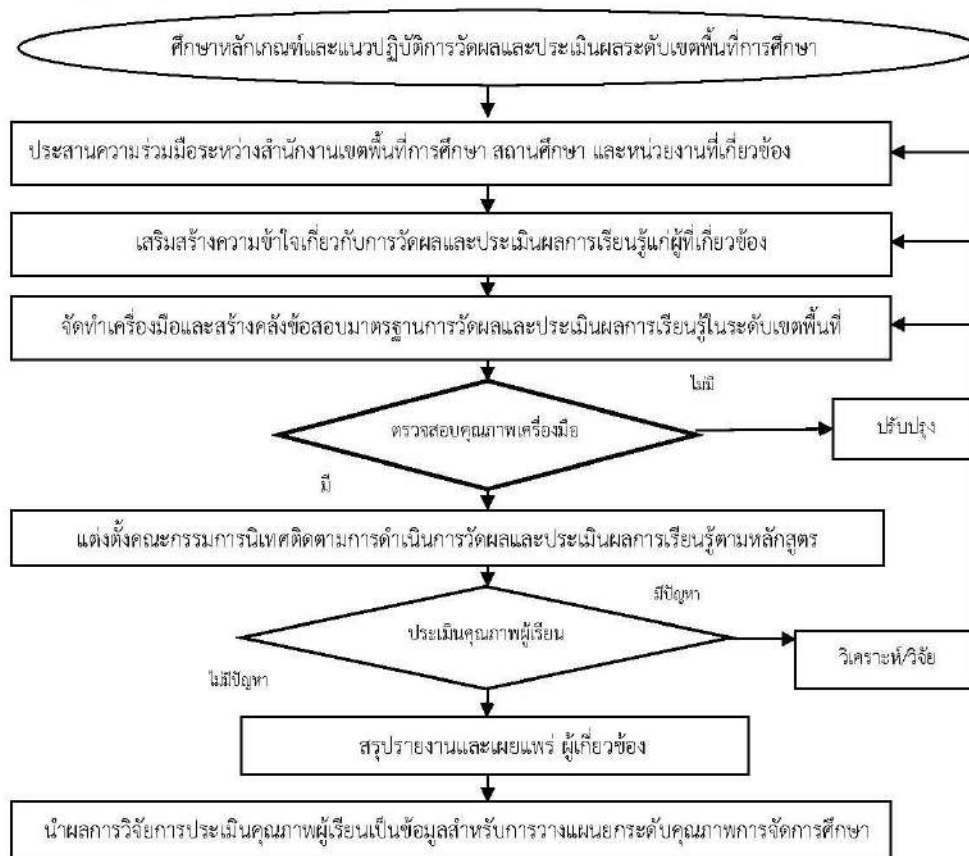 ศึกษาหลักเกณฑ์และแนวปฏิบัติการวัดผลและประเมินผลระดับเขตพื้นที่การศึกษา
ประสานความร่วมมือระหว่างสำนักงานเขตพื้นที่การศึกษา สถานศึกษา และหน่วยงานที่เกี่ยวข้อง
เสริมสร้างความข้าใจเกี่ยวกับการวัดผลและประเมินผลการเรียนรู้แก่ผู้ที่เกี่ยวข้อง
จัดทำเครื่องมือและสร้างคลังข้อสอบมาตรฐานการวัดผลและประเมินผลการเรียนรู้ในระดับเขตพื้นที่
ไม่มี
ตรวจสอบคุณภาพเครื่องมือ
ปรับปรุง
มี
แต่งตั้งคณะกรรมการนิเทศติดตามการดำเนินการวัดผลและประเมินผลการเรียนรู้ตามหลักสูตร
มีปัญหา
ประเมินคุณภาพผู้เรียน
วิเคราะห์/วิจัย
ไม่มีปัญหา
สรุปรายงานและเผยแพร่ ผู้เกี่ยวข้อง
นำผลการวิจัยการประเมินคุณภาพผู้เรียนเป็นข้อมูลสำหรับการวางแผนยกระดับคุณภาพการจัดการศึกษา